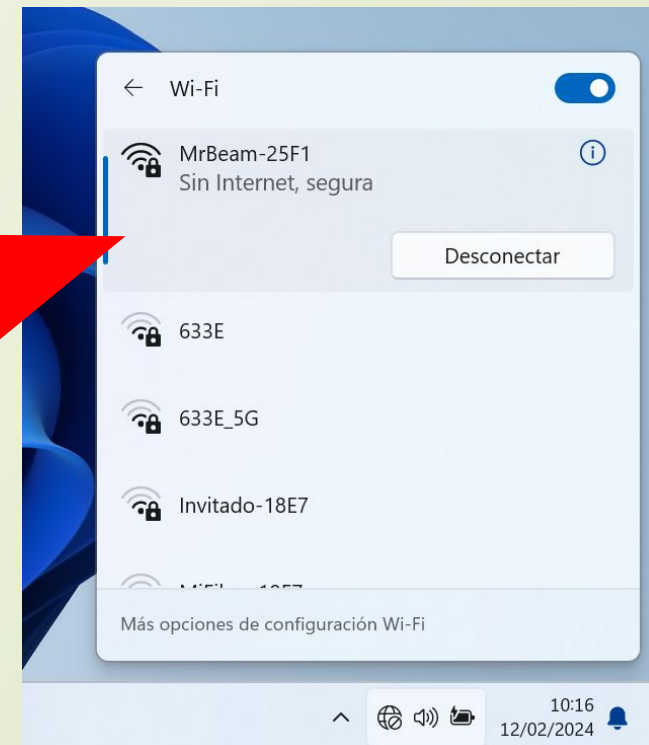 Wi-Fi
MrBeam-25F1
Sin Internet, segura
Desconectar
633E
633E_5G
Invitado-18E7
Más opciones de configuración Wi-Fi
10:16
12/02/2024